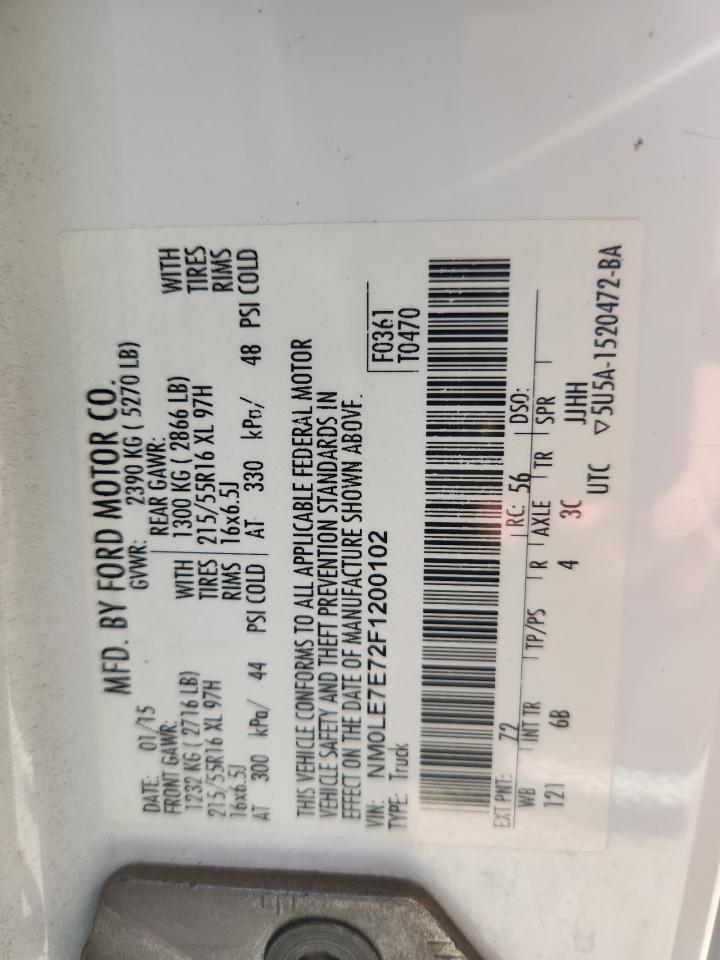 MFD. BY FORD MOTOR CO.
DATE: 01/15 GVWR: 2390 KG ( 5270 LB)
FRONT GAWR: REAR GAWR:
1232 KG ( 2716 LB) WITH 1300 KG ( 2866 LB) WITH
215/55R16 XL 97H TIRES 215/55R16 XL 97H TIRES
16x6.5J RIMS 16x6.5J RIMS
AT 300 kPa/ 44 PSI COLD AT 330 kPa/ 48 PSI COLD
THIS VEHICLE CONFORMS TO ALL APPLICABLE FEDERAL MOTOR
VEHICLE SAFETY AND THEFT PREVENTION STANDARDS IN
EFFECT ON THE DATE OF MANUFACTURE SHOWN ABOVE.
VIN: NM0LE7E72F1200102 F0361
TYPE: Truck T0470
EXT PNT: Z2 RC: 56 DSO:
WB INT TR TP/PS R AXLE TR SPR
121 6B 4 3C JJHH
UTC ▽5U5A-1520472-BA